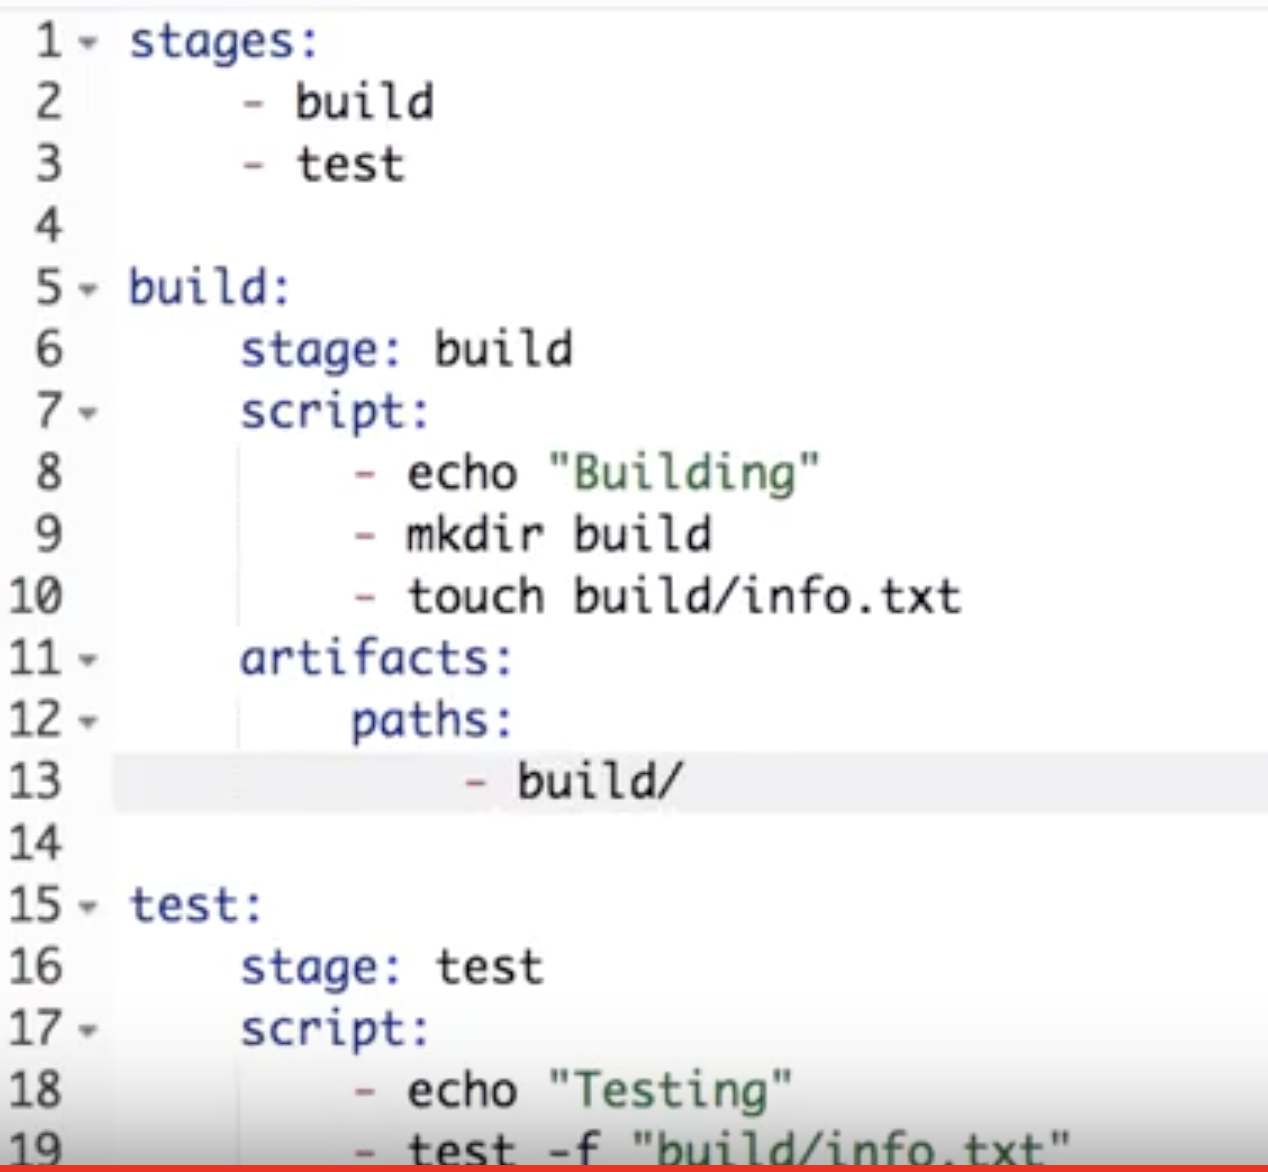 1 stages:
2 - build
3 - test
4
5 build:
6 stage: build
7 script:
8 - echo "Building"
9 - mkdir build
10 - touch build/info.txt
11 artifacts:
12 paths:
13 - build/
14
15 test:
16 stage: test
17 script:
18 - echo "Testing"
19 - test -f "build/info.txt"